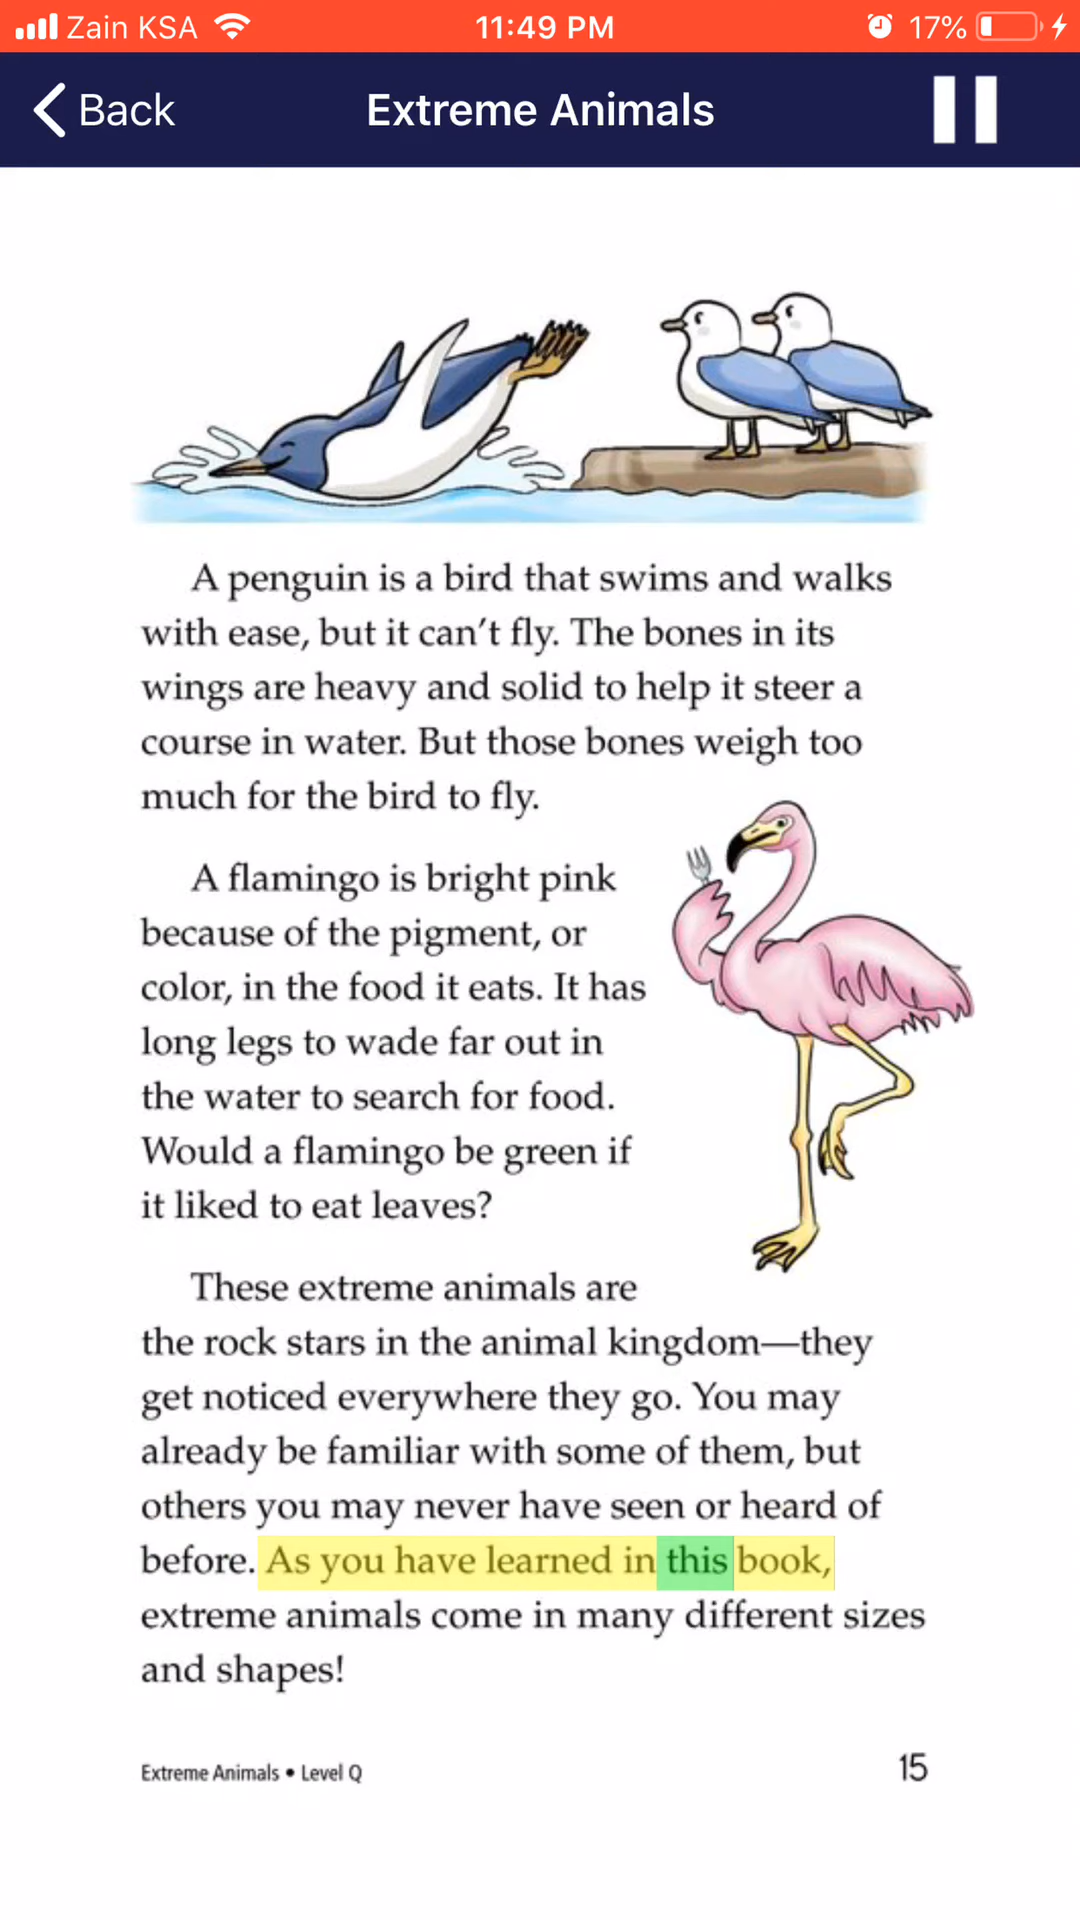 Zain KSA 11:49 PM 17%
Back Extreme Animals
A penguin is a bird that swims and walks
with ease, but it can’t fly. The bones in its
wings are heavy and solid to help it steer a
course in water. But those bones weigh too
much for the bird to fly.
A flamingo is bright pink
because of the pigment, or
color, in the food it eats. It has
long legs to wade far out in
the water to search for food.
Would a flamingo be green if
it liked to eat leaves?
These extreme animals are
the rock stars in the animal kingdom—they
get noticed everywhere they go. You may
already be familiar with some of them, but
others you may never have seen or heard of
before. As you have learned in this book,
extreme animals come in many different sizes
and shapes!
Extreme Animals • Level Q 15